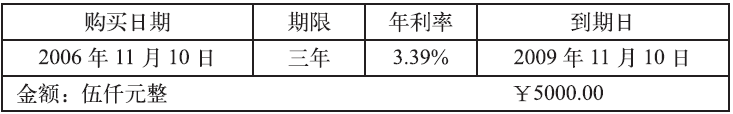 购买日期 期限 年利率 到期日
2006 年 11 月 10 日 三年 3.39% 2009 年 11 月 10 日
金额：伍仟元整 ￥5000.00